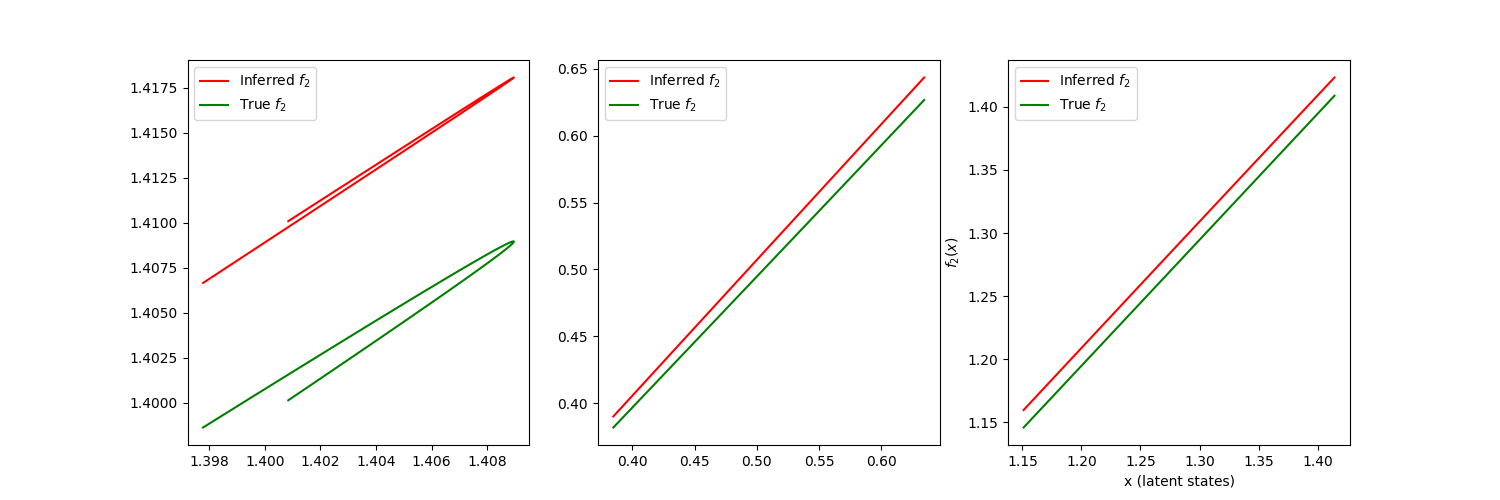 Inferred f₂
True f₂
1.4175
1.4150
1.4125
1.4100
1.4075
1.4050
1.4025
1.4000
1.398 1.400 1.402 1.404 1.406 1.408
Inferred f₂
True f₂
0.65
0.60
0.55
0.50
0.45
0.40
0.40 0.45 0.50 0.55 0.60
Inferred f₂
True f₂
f₂(x)
1.40
1.35
1.30
1.25
1.20
1.15
1.15 1.20 1.25 1.30 1.35 1.40
x (latent states)